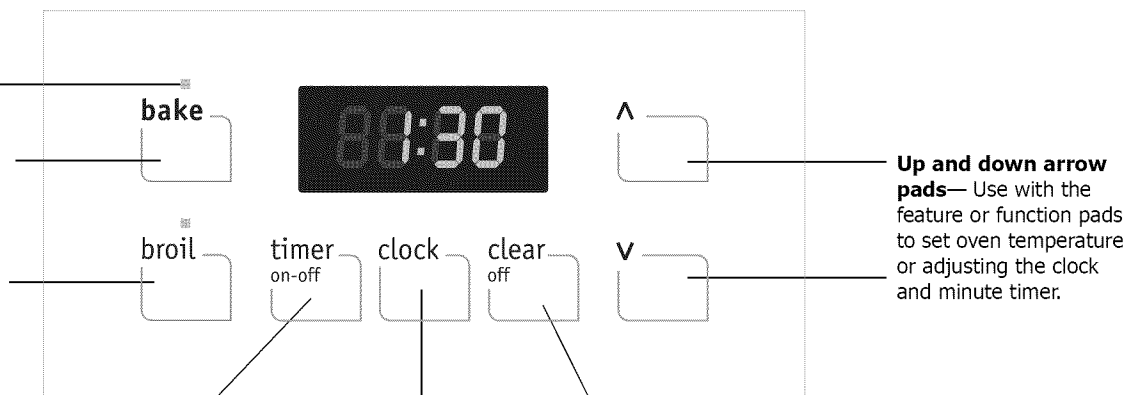 bake
1:30
^
Up and down arrow
pads— Use with the
feature or function pads
to set oven temperature
or adjusting the clock
and minute timer.
broil
timer
on-off
clock
clear
off
v